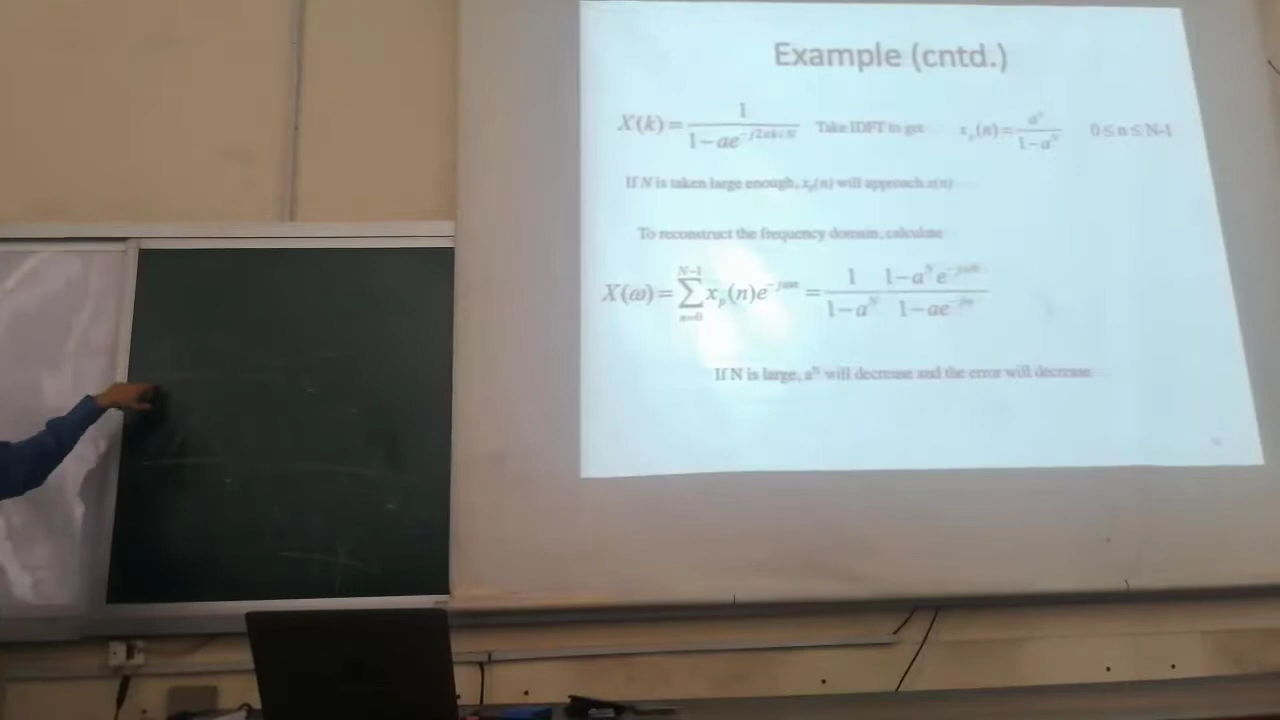 Example (cntd.)
X(k) = 1 / (1 − ae^{−j2πk/N}) Take IDFT to get x_p(n) = a^n / (1 − a^N) 0 ≤ n ≤ N-1
If N is taken large enough, x_p(n) will approach x(n)
To reconstruct the frequency domain, calculate
X(ω) = ∑_{n=0}^{N−1} x_p(n)e^{−jωn} = 1 / (1 − a^N) (1 − a^N e^{−jωN}) / (1 − ae^{−jω})
If N is large, a^N will decrease and the error will decrease